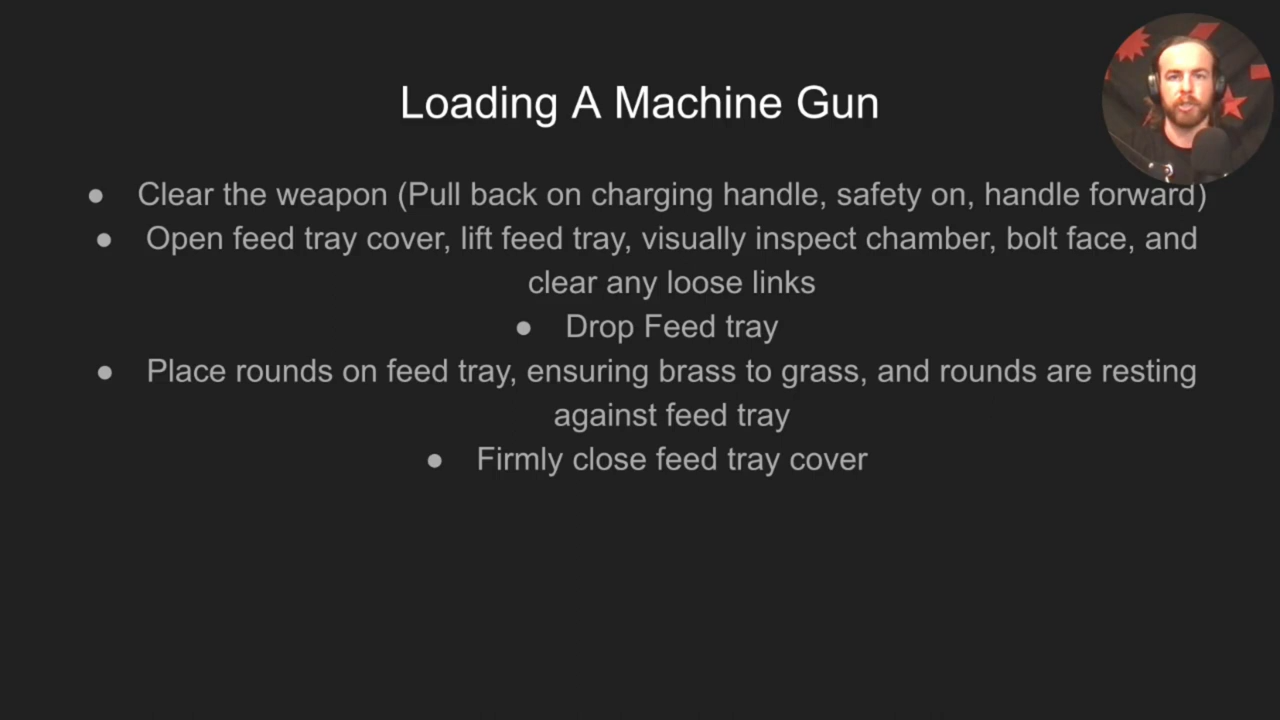 Loading A Machine Gun
● Clear the weapon (Pull back on charging handle, safety on, handle forward)
● Open feed tray cover, lift feed tray, visually inspect chamber, bolt face, and
clear any loose links
● Drop Feed tray
● Place rounds on feed tray, ensuring brass to grass, and rounds are resting
against feed tray
● Firmly close feed tray cover